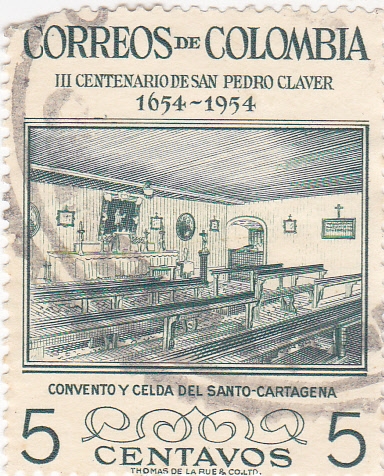 CORREOS DE COLOMBIA
III CENTENARIO DE SAN PEDRO CLAVER
1654-1954
CONVENTO Y CELDA DEL SANTO-CARTAGENA
5 CENTAVOS 5
THOMAS DE LA RUE & CO. LTD.